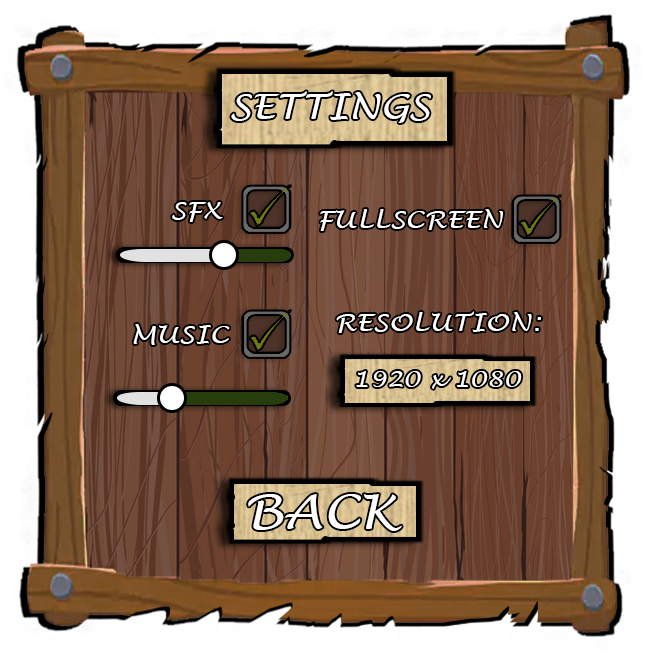 SETTINGS
SFX
FULLSCREEN
MUSIC
RESOLUTION:
1920 x 1080
BACK